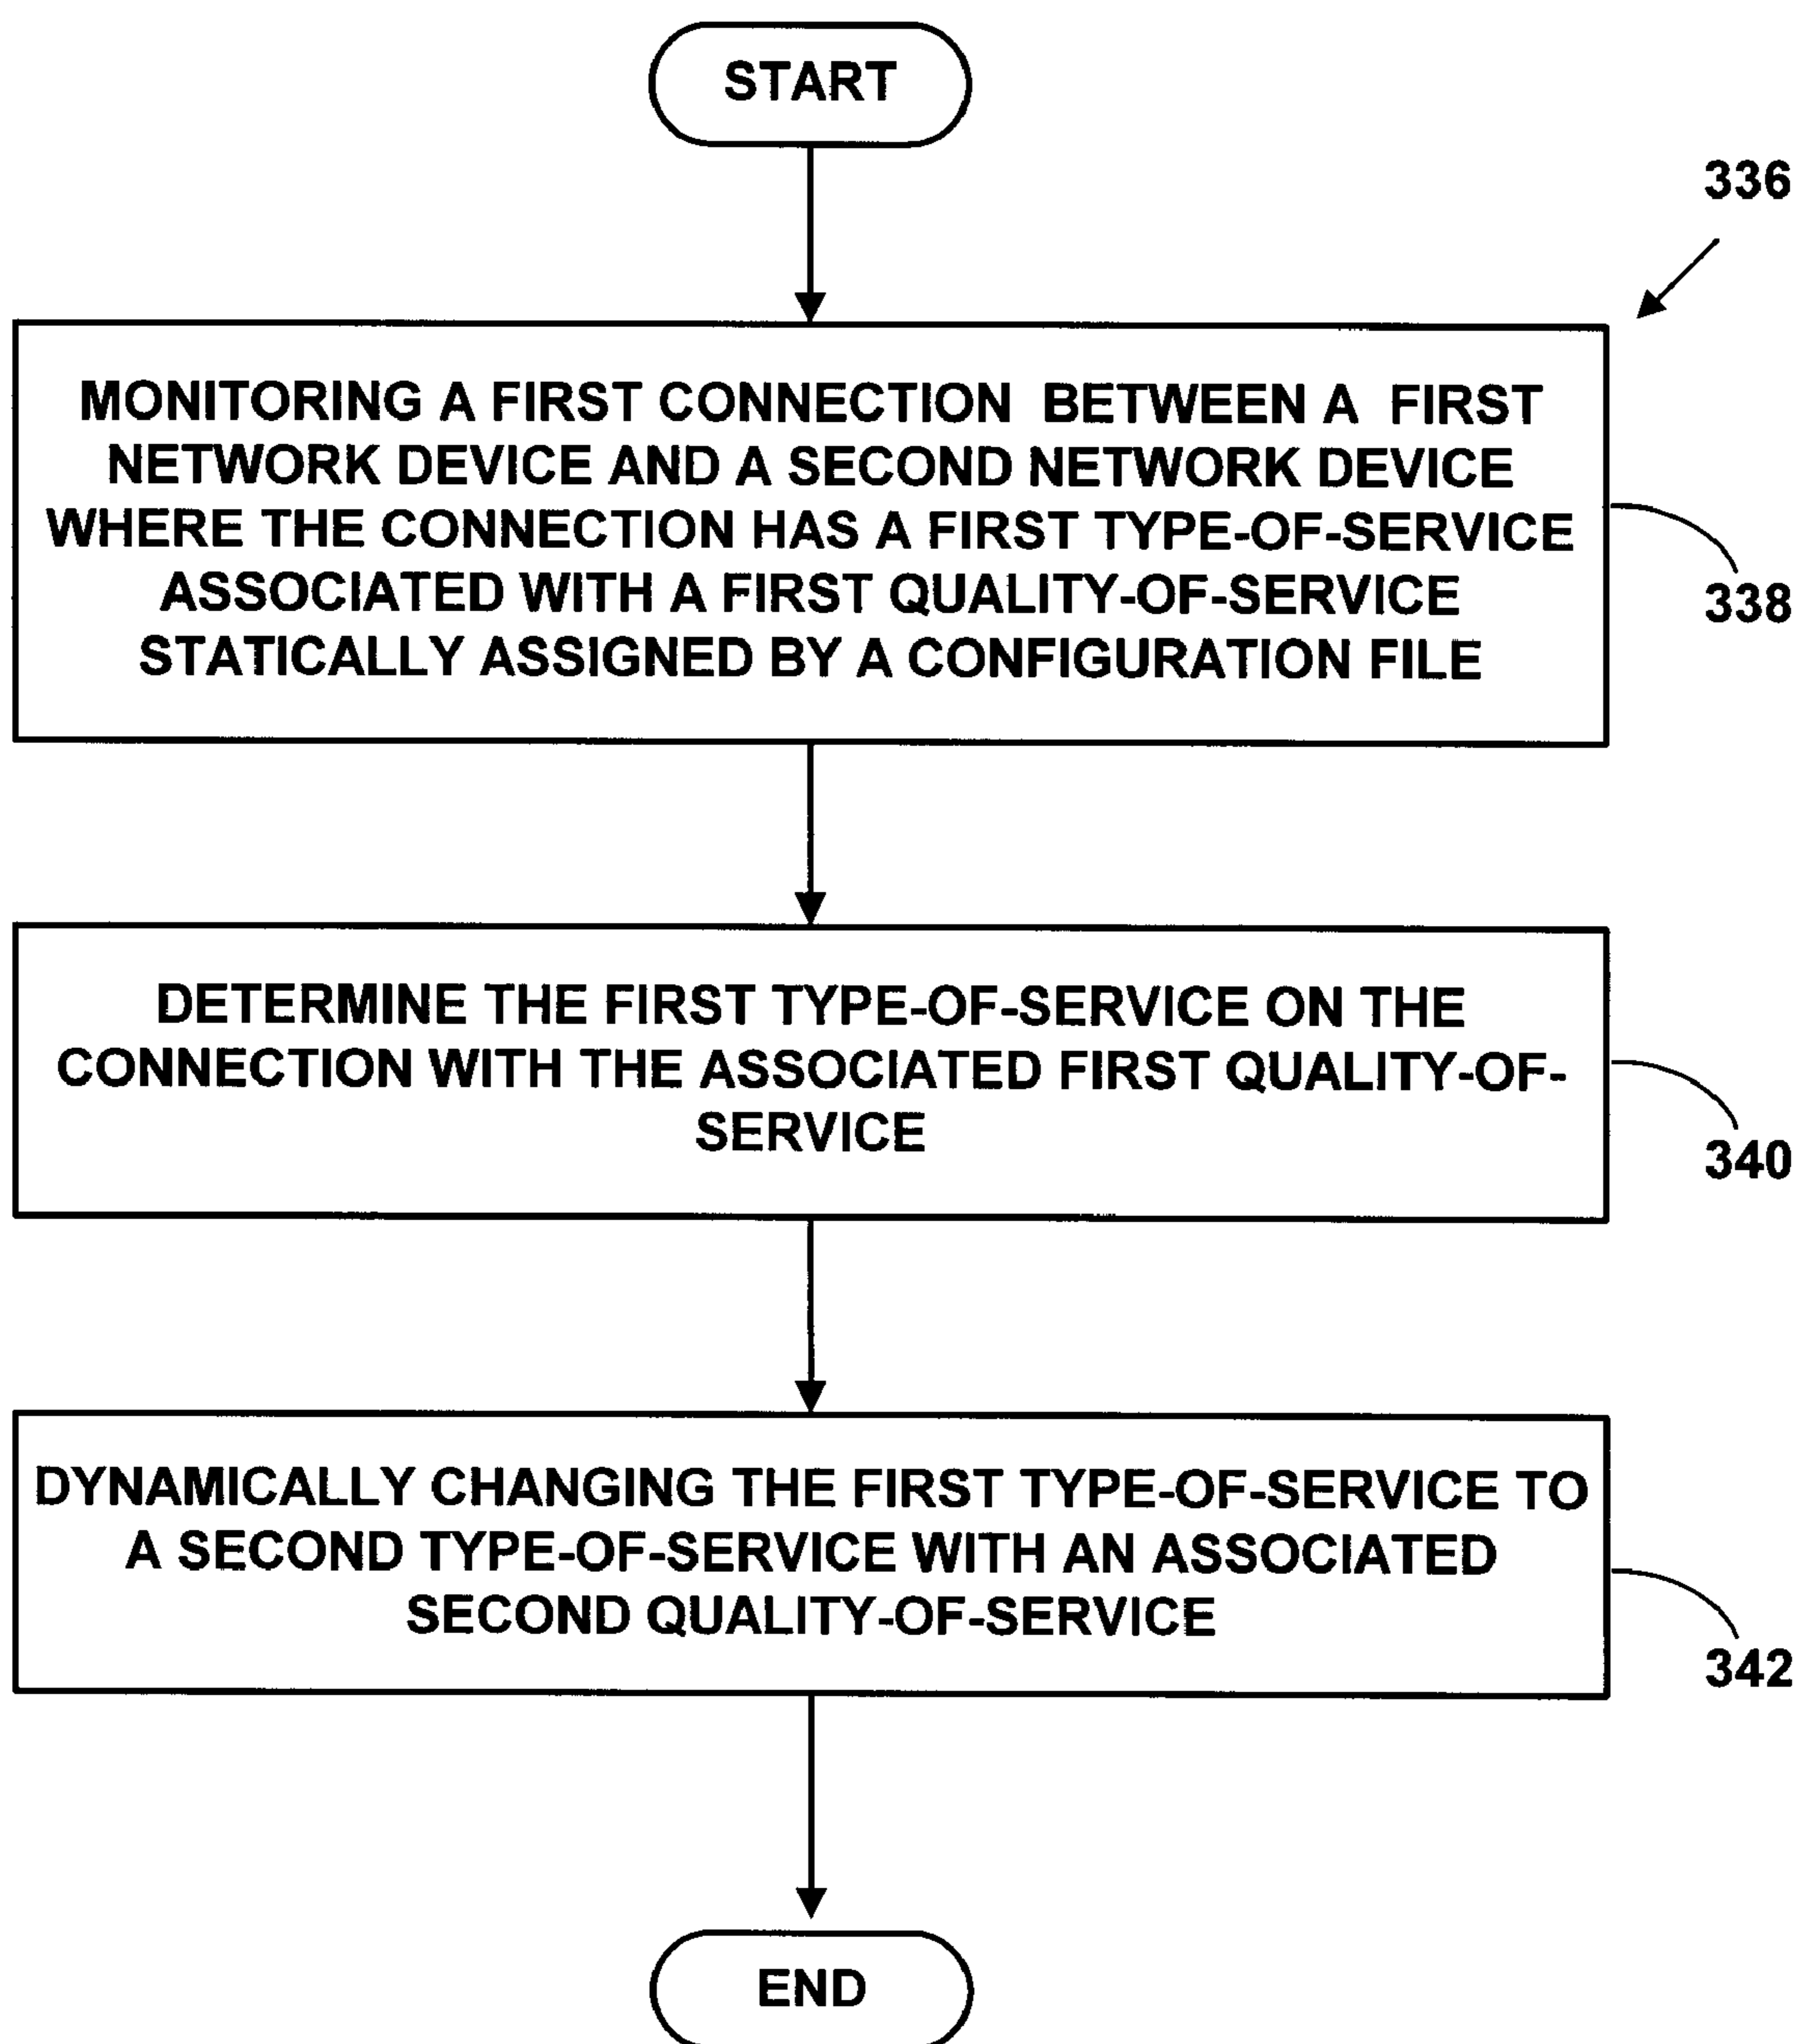 START
336
MONITORING A FIRST CONNECTION BETWEEN A FIRST
NETWORK DEVICE AND A SECOND NETWORK DEVICE
WHERE THE CONNECTION HAS A FIRST TYPE-OF-SERVICE
ASSOCIATED WITH A FIRST QUALITY-OF-SERVICE
STATICALLY ASSIGNED BY A CONFIGURATION FILE
338
DETERMINE THE FIRST TYPE-OF-SERVICE ON THE
CONNECTION WITH THE ASSOCIATED FIRST QUALITY-OF-
SERVICE
340
DYNAMICALLY CHANGING THE FIRST TYPE-OF-SERVICE TO
A SECOND TYPE-OF-SERVICE WITH AN ASSOCIATED
SECOND QUALITY-OF-SERVICE
342
END